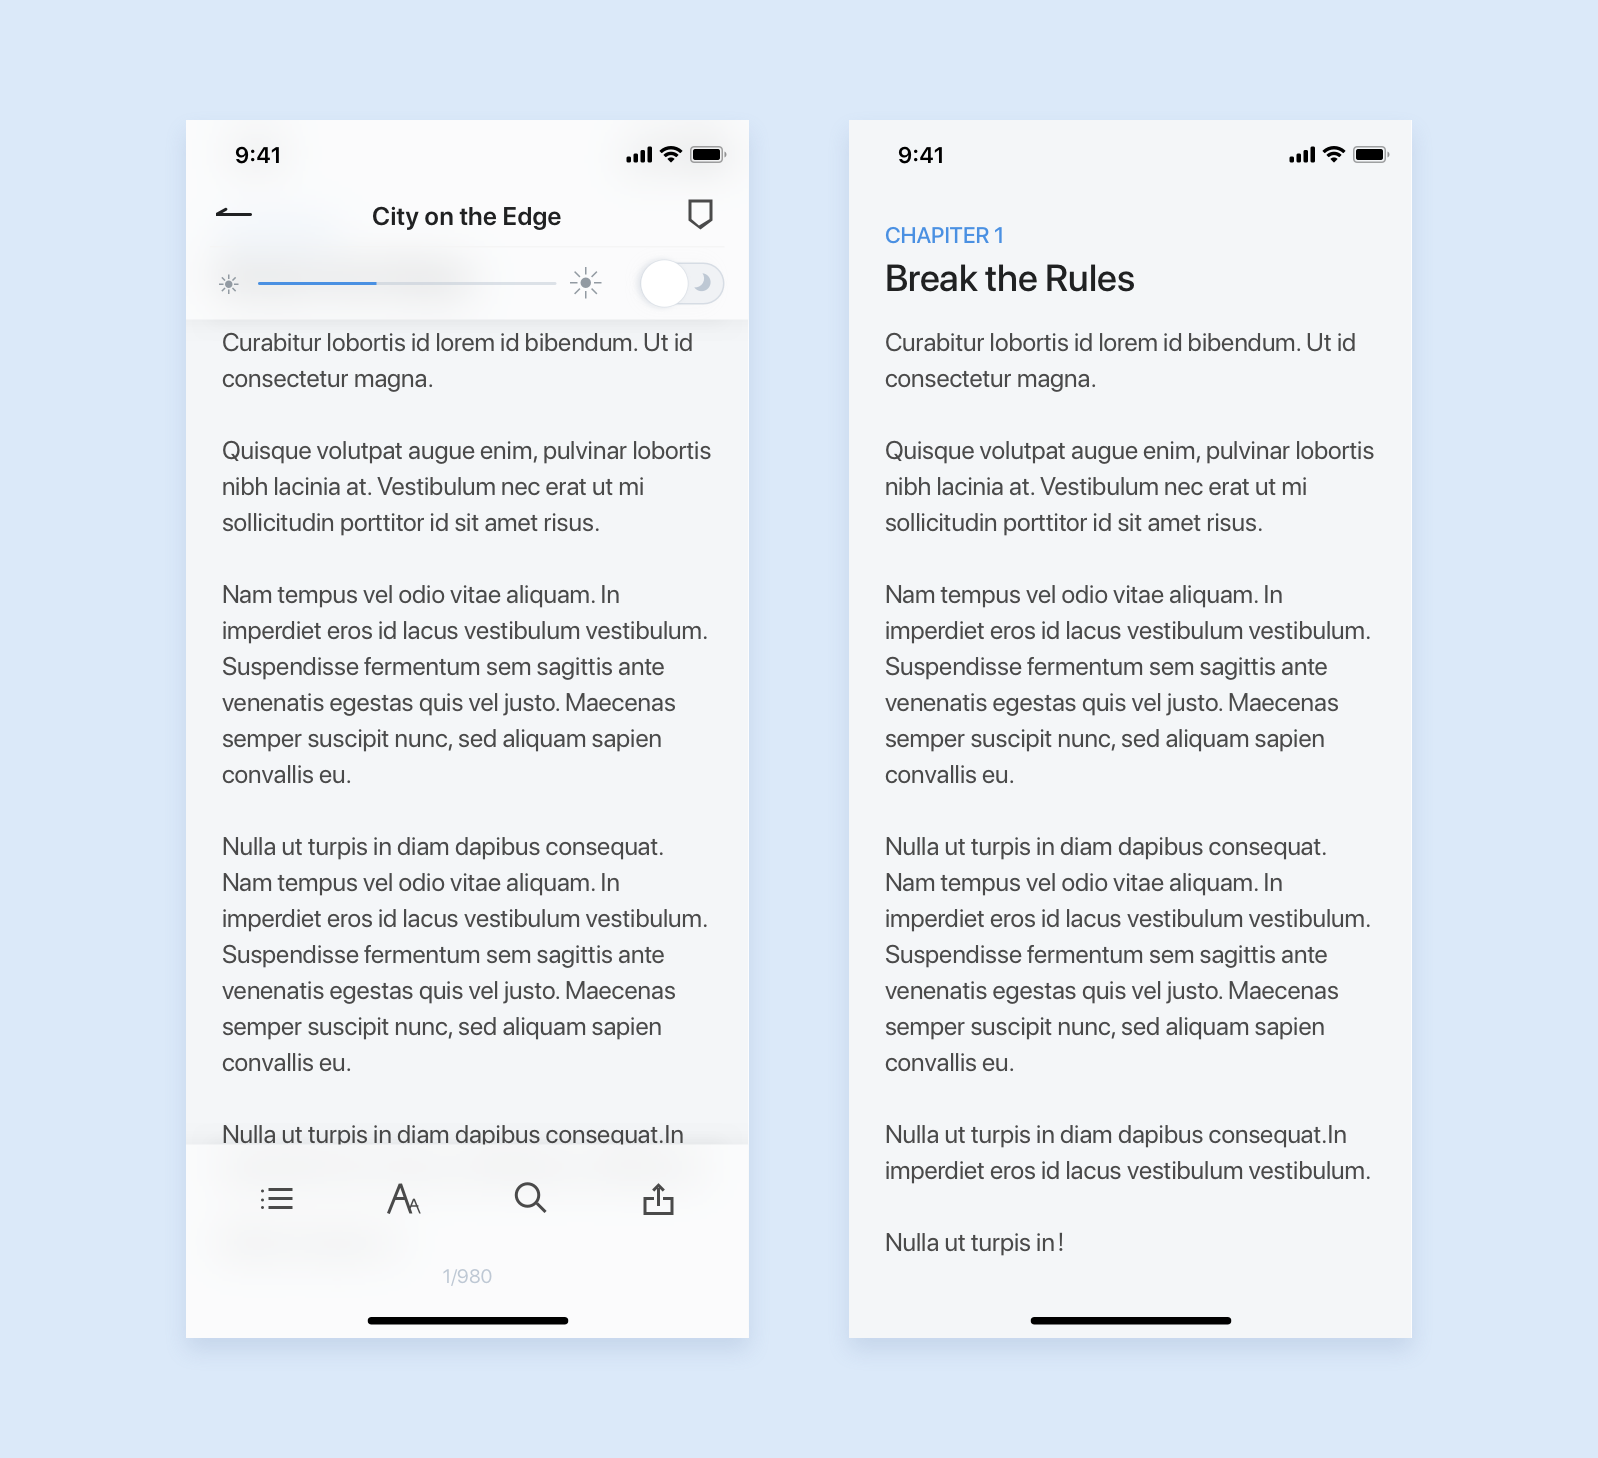 9:41
City on the Edge
Curabitur lobortis id lorem id bibendum. Ut id
consectetur magna.
Quisque volutpat augue enim, pulvinar lobortis
nibh lacinia at. Vestibulum nec erat ut mi
sollicitudin porttitor id sit amet risus.
Nam tempus vel odio vitae aliquam. In
imperdiet eros id lacus vestibulum vestibulum.
Suspendisse fermentum sem sagittis ante
venenatis egestas quis vel justo. Maecenas
semper suscipit nunc, sed aliquam sapien
convallis eu.
Nulla ut turpis in diam dapibus consequat.
Nam tempus vel odio vitae aliquam. In
imperdiet eros id lacus vestibulum vestibulum.
Suspendisse fermentum sem sagittis ante
venenatis egestas quis vel justo. Maecenas
semper suscipit nunc, sed aliquam sapien
convallis eu.
Nulla ut turpis in diam dapibus consequat.In
AA
1/980
9:41
CHAPITER 1
Break the Rules
Curabitur lobortis id lorem id bibendum. Ut id
consectetur magna.
Quisque volutpat augue enim, pulvinar lobortis
nibh lacinia at. Vestibulum nec erat ut mi
sollicitudin porttitor id sit amet risus.
Nam tempus vel odio vitae aliquam. In
imperdiet eros id lacus vestibulum vestibulum.
Suspendisse fermentum sem sagittis ante
venenatis egestas quis vel justo. Maecenas
semper suscipit nunc, sed aliquam sapien
convallis eu.
Nulla ut turpis in diam dapibus consequat.
Nam tempus vel odio vitae aliquam. In
imperdiet eros id lacus vestibulum vestibulum.
Suspendisse fermentum sem sagittis ante
venenatis egestas quis vel justo. Maecenas
semper suscipit nunc, sed aliquam sapien
convallis eu.
Nulla ut turpis in diam dapibus consequat.In
imperdiet eros id lacus vestibulum vestibulum.
Nulla ut turpis in!